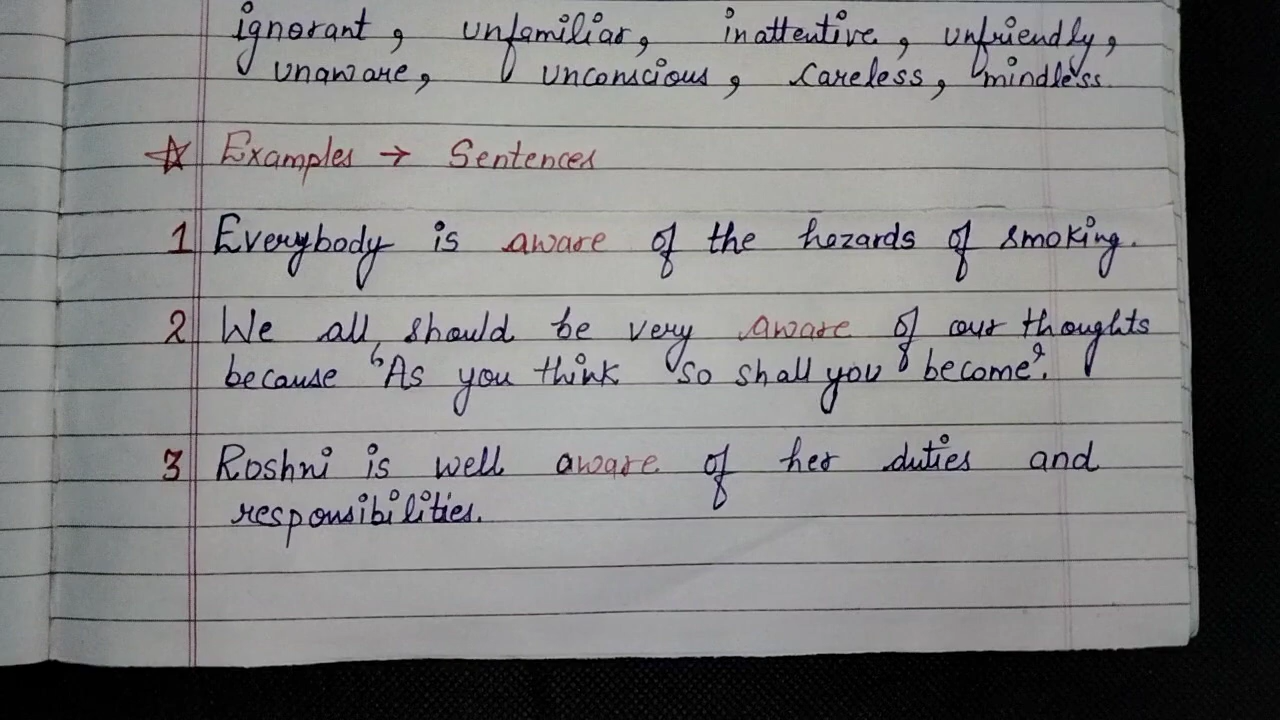 ignorant, unfamiliar, inattentive, unfriendly,
unaware, unconscious, careless, mindless.
☆ Examples → Sentences
1 Everybody is aware of the hazards of smoking.
2 We all should be very aware of our thoughts
because "As you think so shall you become".
3 Roshni is well aware of her duties and
responsibilities.